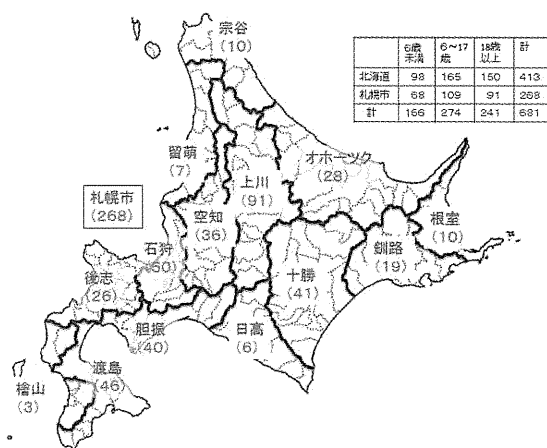 宗谷
(10)
6歳未満 6～17歳 18歳以上 計
北海道 98 165 150 413
札幌市 68 109 91 268
計 166 274 241 681
留萌
(7)
オホーツク
(28)
上川
(91)
札幌市
(268)
空知
(36)
根室
(10)
石狩
(60)
釧路
(19)
十勝
(41)
後志
(26)
胆振
(40)
日高
(6)
渡島
(46)
檜山
(3)